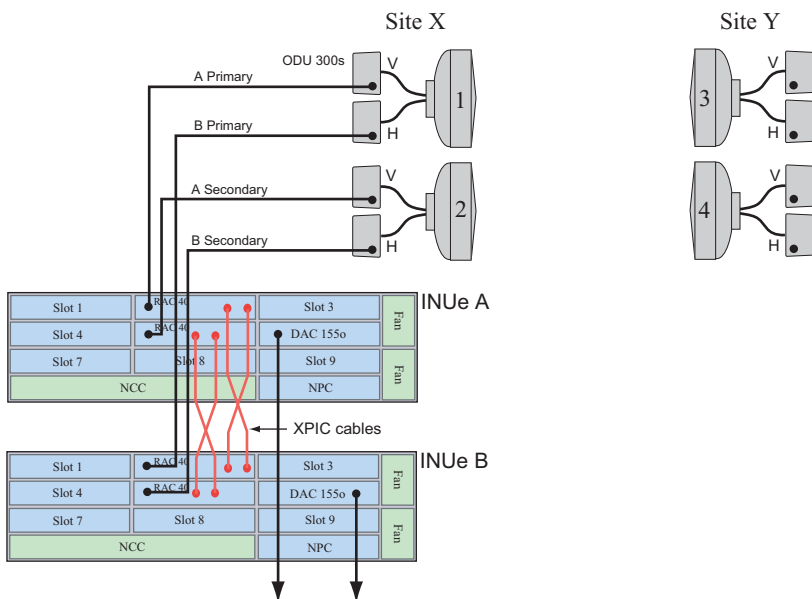 Site X
Site Y
ODU 300s
V
A Primary
1
B Primary
H
V
A Secondary
2
B Secondary
H
V
3
H
V
4
H
INUe A
Slot 1
RAC 40
Slot 3
Fan
Slot 4
RAC 40
DAC 155o
Slot 7
Slot 8
Slot 9
Fan
NCC
NPC
XPIC cables
INUe B
Slot 1
RAC 40
Slot 3
Fan
Slot 4
RAC 40
DAC 155o
Slot 7
Slot 8
Slot 9
Fan
NCC
NPC